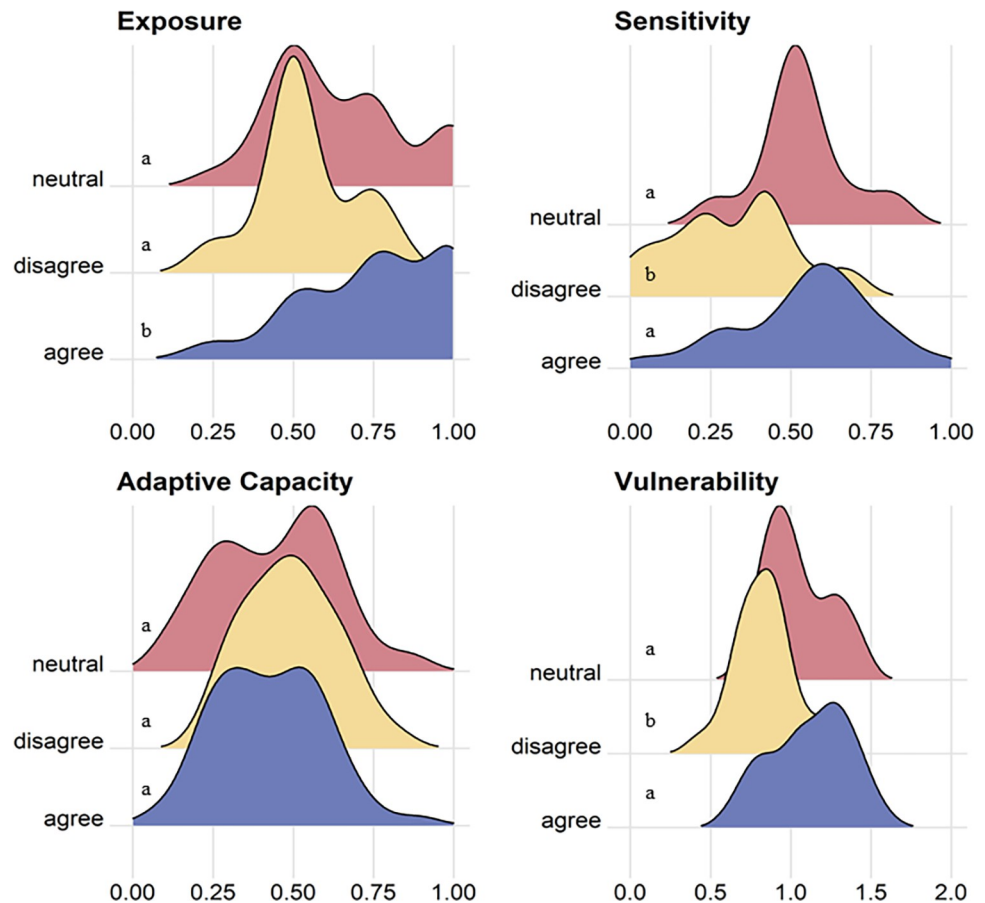 Exposure
a
neutral
a
disagree
b
agree
0.00 0.25 0.50 0.75 1.00
Sensitivity
a
neutral
b
disagree
a
agree
0.00 0.25 0.50 0.75 1.00
Adaptive Capacity
a
neutral
a
disagree
a
agree
0.00 0.25 0.50 0.75 1.00
Vulnerability
a
neutral
b
disagree
a
agree
0.0 0.5 1.0 1.5 2.0